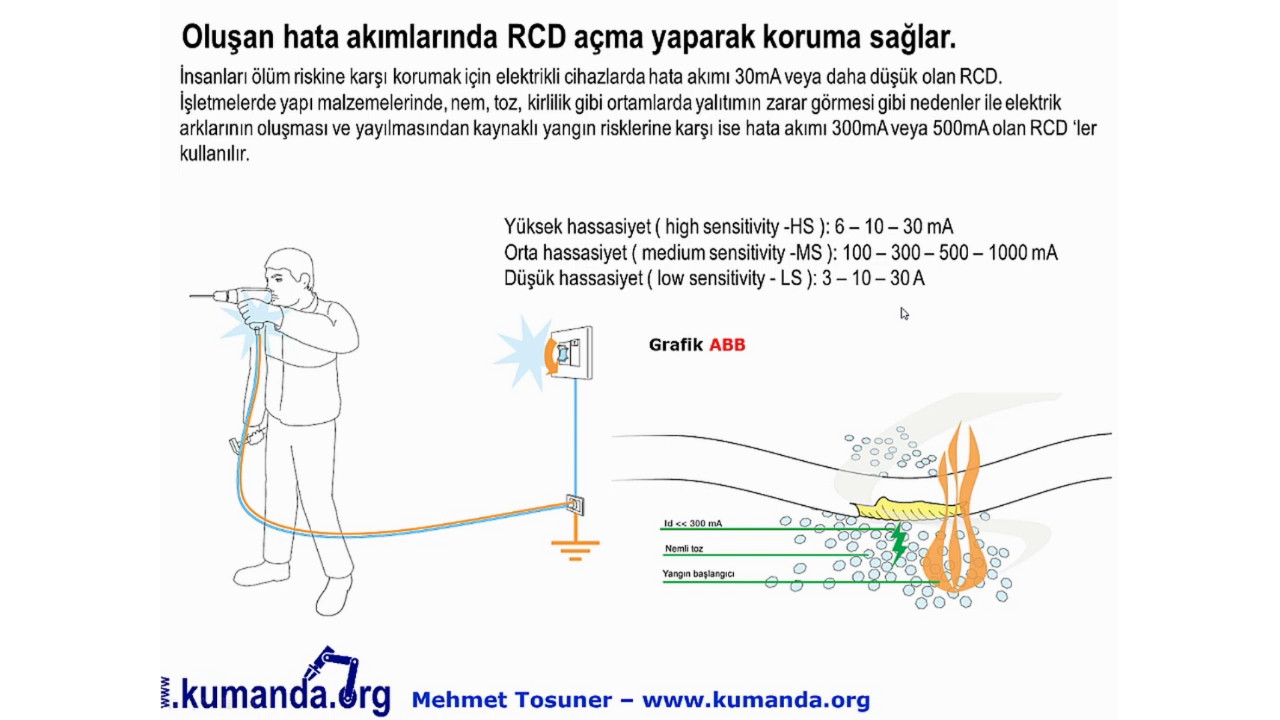 Oluşan hata akımlarında RCD açma yaparak koruma sağlar.
İnsanları ölüm riskine karşı korumak için elektrikli cihazlarda hata akımı 30mA veya daha düşük olan RCD.
İşletmelerde yapı malzemelerinde, nem, toz, kirlilik gibi ortamlarda yalıtımın zarar görmesi gibi nedenler ile elektrik
arklarının oluşması ve yayılmasından kaynaklı yangın risklerine karşı ise hata akımı 300mA veya 500mA olan RCD ‘ler
kullanılır.
Yüksek hassasiyet ( high sensitivity -HS ): 6 – 10 – 30 mA
Orta hassasiyet ( medium sensitivity -MS ): 100 – 300 – 500 – 1000 mA
Düşük hassasiyet ( low sensitivity - LS ): 3 – 10 – 30 A
Grafik ABB
Id << 300 mA
Nemli toz
Yangın başlangıcı
www.kumanda.org
Mehmet Tosuner – www.kumanda.org